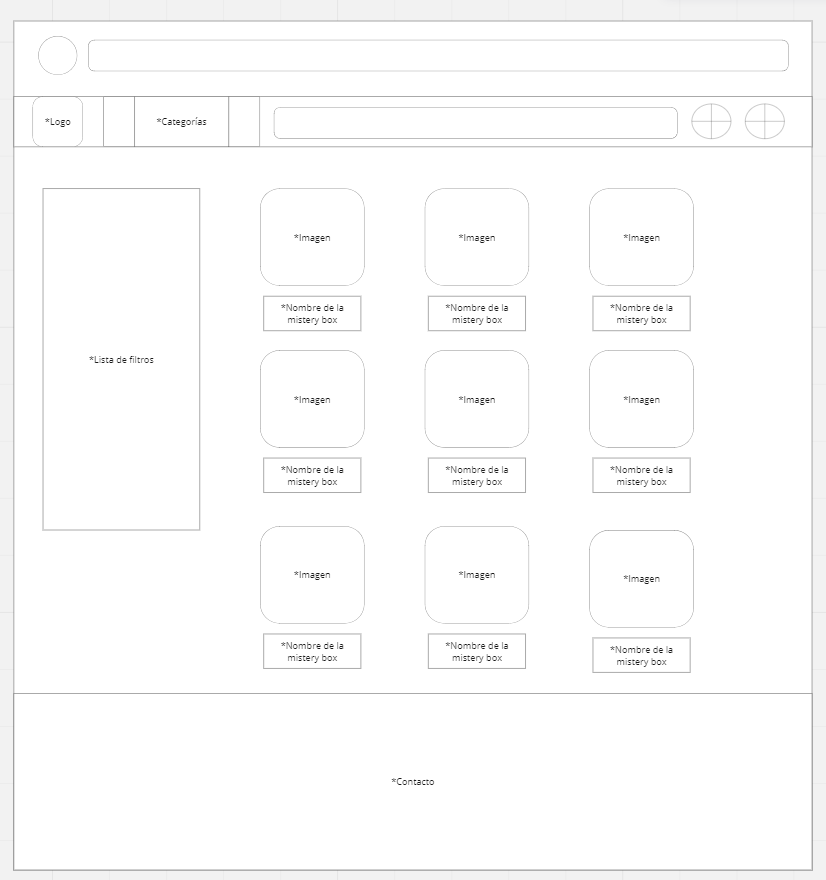 *Logo
*Categorías
*Lista de filtros
*Imagen
*Imagen
*Imagen
*Nombre de la
mistery box
*Nombre de la
mistery box
*Nombre de la
mistery box
*Imagen
*Imagen
*Imagen
*Nombre de la
mistery box
*Nombre de la
mistery box
*Nombre de la
mistery box
*Imagen
*Imagen
*Imagen
*Nombre de la
mistery box
*Nombre de la
mistery box
*Nombre de la
mistery box
*Contacto